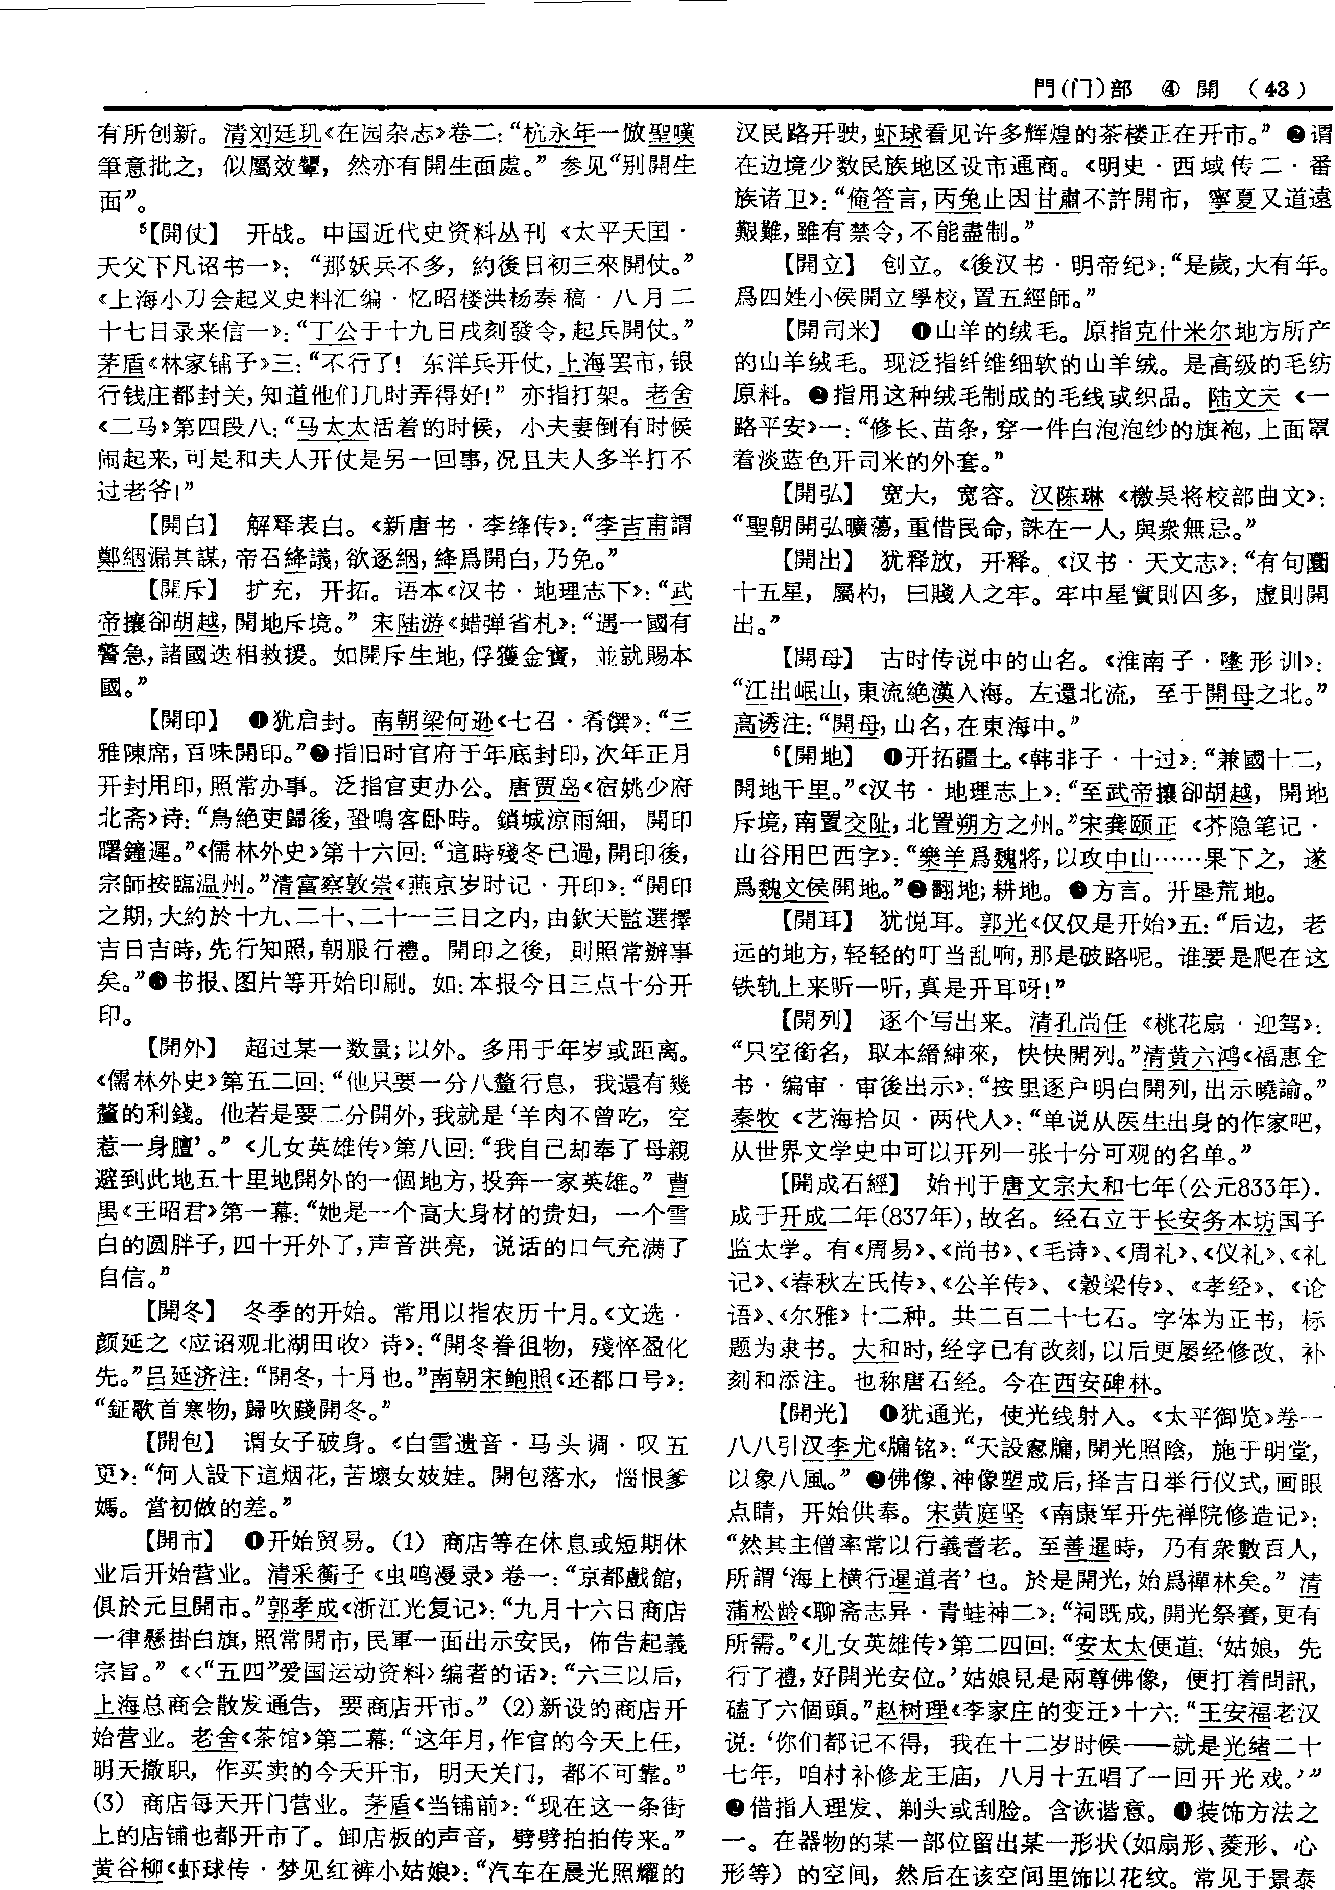 門(门)部　④　開　（43）
有所创新。清刘廷玑《在园杂志》卷二：“杭永年一倣聖嘆
筆意批之，似屬效顰，然亦有開生面處。”参见“别開生
面”。
⁵【開仗】　开战。中国近代史资料丛刊《太平天囯·
天父下凡诏书一》：“那妖兵不多，約後日初三來開仗。”
《上海小刀会起义史料汇编·忆昭楼洪杨奏稿·八月二
十七日录来信一》：“丁公于十九日戌刻發令，起兵開仗。”
茅盾《林家铺子》三：“不行了！东洋兵开仗，上海罢市，银
行钱庄都封关，知道他们几时弄得好！”亦指打架。老舍
《二马》第四段八：“马太太活着的时候，小夫妻倒有时候
闹起来，可是和夫人开仗是另一回事，况且夫人多半打不
过老爷！”
【開白】　解释表白。《新唐书·李绛传》：“李吉甫謂
鄭絪漏其謀，帝召絳議，欲逐絪，絳爲開白，乃免。”
【開斥】　扩充，开拓。语本《汉书·地理志下》：“武
帝攘卻胡越，開地斥境。”宋陆游《蜡弹省札》：“遇一國有
警急，諸國迭相救援。如開斥生地，俘獲金寶，並就賜本
國。”
【開印】　❶犹启封。南朝梁何逊《七召·肴馔》：“三
雅陳席，百味開印。”❷指旧时官府于年底封印，次年正月
开封用印，照常办事。泛指官吏办公。唐贾岛《宿姚少府
北斋》诗：“鳥絶吏歸後，蛩鳴客卧時。鎖城涼雨細，開印
曙鐘遲。”《儒林外史》第十六回：“這時殘冬已過，開印後，
宗師按臨温州。”清富察敦崇《燕京岁时记·开印》：“開印
之期，大約於十九、二十、二十一三日之内，由欽天監選擇
吉日吉時，先行知照，朝服行禮。開印之後，則照常辦事
矣。”❸书报、图片等开始印刷。如：本报今日三点十分开
印。
【開外】　超过某一数量；以外。多用于年岁或距离。
《儒林外史》第五二回：“他只要一分八釐行息，我還有幾
釐的利錢。他若是要二分開外，我就是‘羊肉不曾吃，空
惹一身膻’。”《儿女英雄传》第八回：“我自己却奉了母親
避到此地五十里地開外的一個地方，投奔一家英雄。”曹
禺《王昭君》第一幕：“她是一个高大身材的贵妇，一个雪
白的圆胖子，四十开外了，声音洪亮，说话的口气充满了
自信。”
【開冬】　冬季的开始。常用以指农历十月。《文选·
颜延之〈应诏观北湖田收〉诗》：“開冬眷徂物，殘悴盈化
先。”吕延济注：“開冬，十月也。”南朝宋鲍照《还都口号》：
“鉦歌首寒物，歸吹踐開冬。”
【開包】　谓女子破身。《白雪遗音·马头调·叹五
更》：“何人設下這烟花，苦壞女妓娃。開包落水，惱恨爹
媽。當初做的差。”
【開市】　❶开始贸易。（1）商店等在休息或短期休
业后开始营业。清采蘅子《虫鸣漫录》卷一：“京都戲館，
俱於元旦開市。”郭孝成《浙江光复记》：“九月十六日商店
一律懸掛白旗，照常開市，民軍一面出示安民，佈告起義
宗旨。”《〈“五四”爱国运动资料〉编者的话》：“六三以后，
上海总商会散发通告，要商店开市。”（2）新设的商店开
始营业。老舍《茶馆》第二幕：“这年月，作官的今天上任，
明天撤职，作买卖的今天开市，明天关门，都不可靠。”
（3）商店每天开门营业。茅盾《当铺前》：“现在这一条街
上的店铺也都开市了。卸店板的声音，劈劈拍拍传来。”
黄谷柳《虾球传·梦见红裤小姑娘》：“汽车在晨光照耀的
汉民路开驶，虾球看见许多辉煌的茶楼正在开市。”❷谓
在边境少数民族地区设市通商。《明史·西域传二·番
族诸卫》：“俺答言，丙兔止因甘肅不許開市，寧夏又道遠
艱難，雖有禁令，不能盡制。”
【開立】　创立。《後汉书·明帝纪》：“是歲，大有年。
爲四姓小侯開立學校，置五經師。”
【開司米】　❶山羊的绒毛。原指克什米尔地方所产
的山羊绒毛。现泛指纤维细软的山羊绒。是高级的毛纺
原料。❷指用这种绒毛制成的毛线或织品。陆文夫《一
路平安》一：“修长、苗条，穿一件白泡泡纱的旗袍，上面罩
着淡蓝色开司米的外套。”
【開弘】　宽大，宽容。汉陈琳《檄吴将校部曲文》：
“聖朝開弘曠蕩，重惜民命，誅在一人，與衆無忌。”
【開出】　犹释放，开释。《汉书·天文志》：“有句圜
十五星，屬杓，曰賤人之牢。牢中星實則囚多，虚則開
出。”
【開母】　古时传说中的山名。《淮南子·墬形训》：
“江出岷山，東流絶漢入海。左還北流，至于開母之北。”
高诱注：“開母，山名，在東海中。”
⁶【開地】　❶开拓疆土。《韩非子·十过》：“兼國十二，
開地千里。”《汉书·地理志上》：“至武帝攘卻胡越，開地
斥境，南置交阯，北置朔方之州。”宋龚颐正《芥隐笔记·
山谷用巴西字》：“樂羊爲魏將，以攻中山……果下之，遂
爲魏文侯開地。”❷翻地；耕地。❸方言。开垦荒地。
【開耳】　犹悦耳。郭光《仅仅是开始》五：“后边，老
远的地方，轻轻的叮当乱响，那是破路呢。谁要是爬在这
铁轨上来听一听，真是开耳呀！”
【開列】　逐个写出来。清孔尚任《桃花扇·迎驾》：
“只空銜名，取本縉紳來，快快開列。”清黄六鸿《福惠全
书·编审·审後出示》：“按里逐户明白開列，出示曉諭。”
秦牧《艺海拾贝·两代人》：“单说从医生出身的作家吧，
从世界文学史中可以开列一张十分可观的名单。”
【開成石經】　始刊于唐文宗大和七年（公元833年）．
成于开成二年（837年），故名。经石立于长安务本坊国子
监太学。有《周易》、《尚书》、《毛诗》、《周礼》、《仪礼》、《礼
记》、《春秋左氏传》、《公羊传》、《穀梁传》、《孝经》、《论
语》、《尔雅》十二种。共二百二十七石。字体为正书，标
题为隶书。大和时，经字已有改刻，以后更屡经修改、补
刻和添注。也称唐石经。今在西安碑林。
【開光】　❶犹通光，使光线射入。《太平御览》卷一
八八引汉李尤《牖铭》：“天設窻牖，開光照陰，施于明堂，
以象八風。”❷佛像、神像塑成后，择吉日举行仪式，画眼
点睛，开始供奉。宋黄庭坚《南康军开先禅院修造记》：
“然其主僧率常以行義耆老。至善暹時，乃有衆數百人，
所謂‘海上横行暹道者’也。於是開光，始爲禪林矣。”清
蒲松龄《聊斋志异·青蛙神二》：“祠既成，開光祭賽，更有
所需。”《儿女英雄传》第二四回：“安太太便道：‘姑娘，先
行了禮，好開光安位。’姑娘見是兩尊佛像，便打着問訊，
磕了六個頭。”赵树理《李家庄的变迁》十六：“王安福老汉
说：‘你们都记不得，我在十二岁时候——就是光绪二十
七年，咱村补修龙王庙，八月十五唱了一回开光戏。’”
❸借指人理发、剃头或刮脸。含诙谐意。❹装饰方法之
一。在器物的某一部位留出某一形状（如扇形、菱形、心
形等）的空间，然后在该空间里饰以花纹。常见于景泰